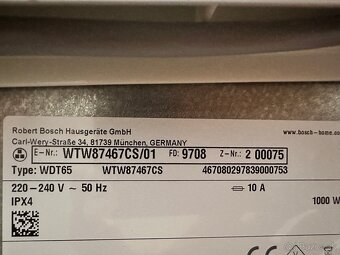 Robert Bosch Hausgeräte GmbH
Carl-Wery-Straße 34, 81739 München, GERMANY
www.bosch-home.
E-Nr.: WTW87467CS/01 FD: 9708 Z-Nr.: 2 00075
Type: WDT65 WTW87467CS 467080297839000753
220-240 V ~ 50 Hz 10 A
IPX4 1000 W